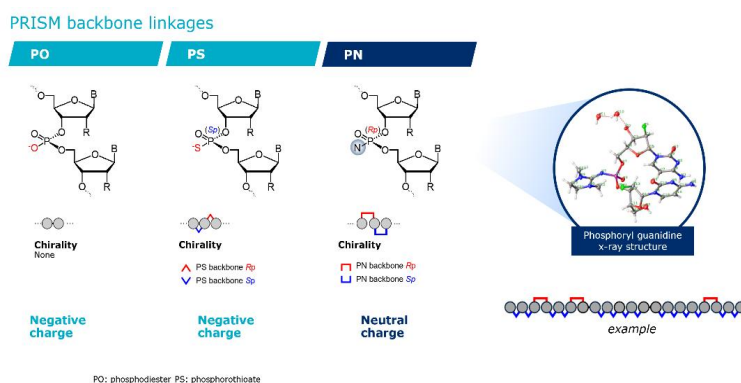 PRISM backbone linkages
PO
PS
PN
O
B
O
O
R
O
P
-O
O
B
O
O
R
O
B
O
O
R
O
(Sp)
P
-S
O
B
O
O
R
O
B
O
O
R
O
(Rp)
P
N
O
B
O
O
R
Phosphoryl guanidine
x-ray structure
Chirality
None
Chirality
PS backbone Rp
PS backbone Sp
Chirality
PN backbone Rp
PN backbone Sp
example
Negative
charge
Negative
charge
Neutral
charge
PO: phosphodiester PS: phosphorothioate